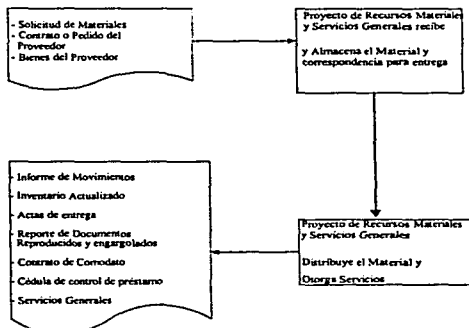 - Solicitud de Materiales
- Contrato o Pedido del
Proveedor
- Bienes del Proveedor
Proyecto de Recursos Materiales
y Servicios Generales recibe
y Almacena el Material y
correspondencia para entrega
- Informe de Movimientos
- Inventario Actualizado
- Actas de entrega
- Reporte de Documentos
Reproducidos y engargolados
- Contrato de Comodato
- Cédula de control de préstamo
- Servicios Generales
Proyecto de Recursos Materiales
y Servicios Generales
Distribuye el Material y
Otorga Servicios